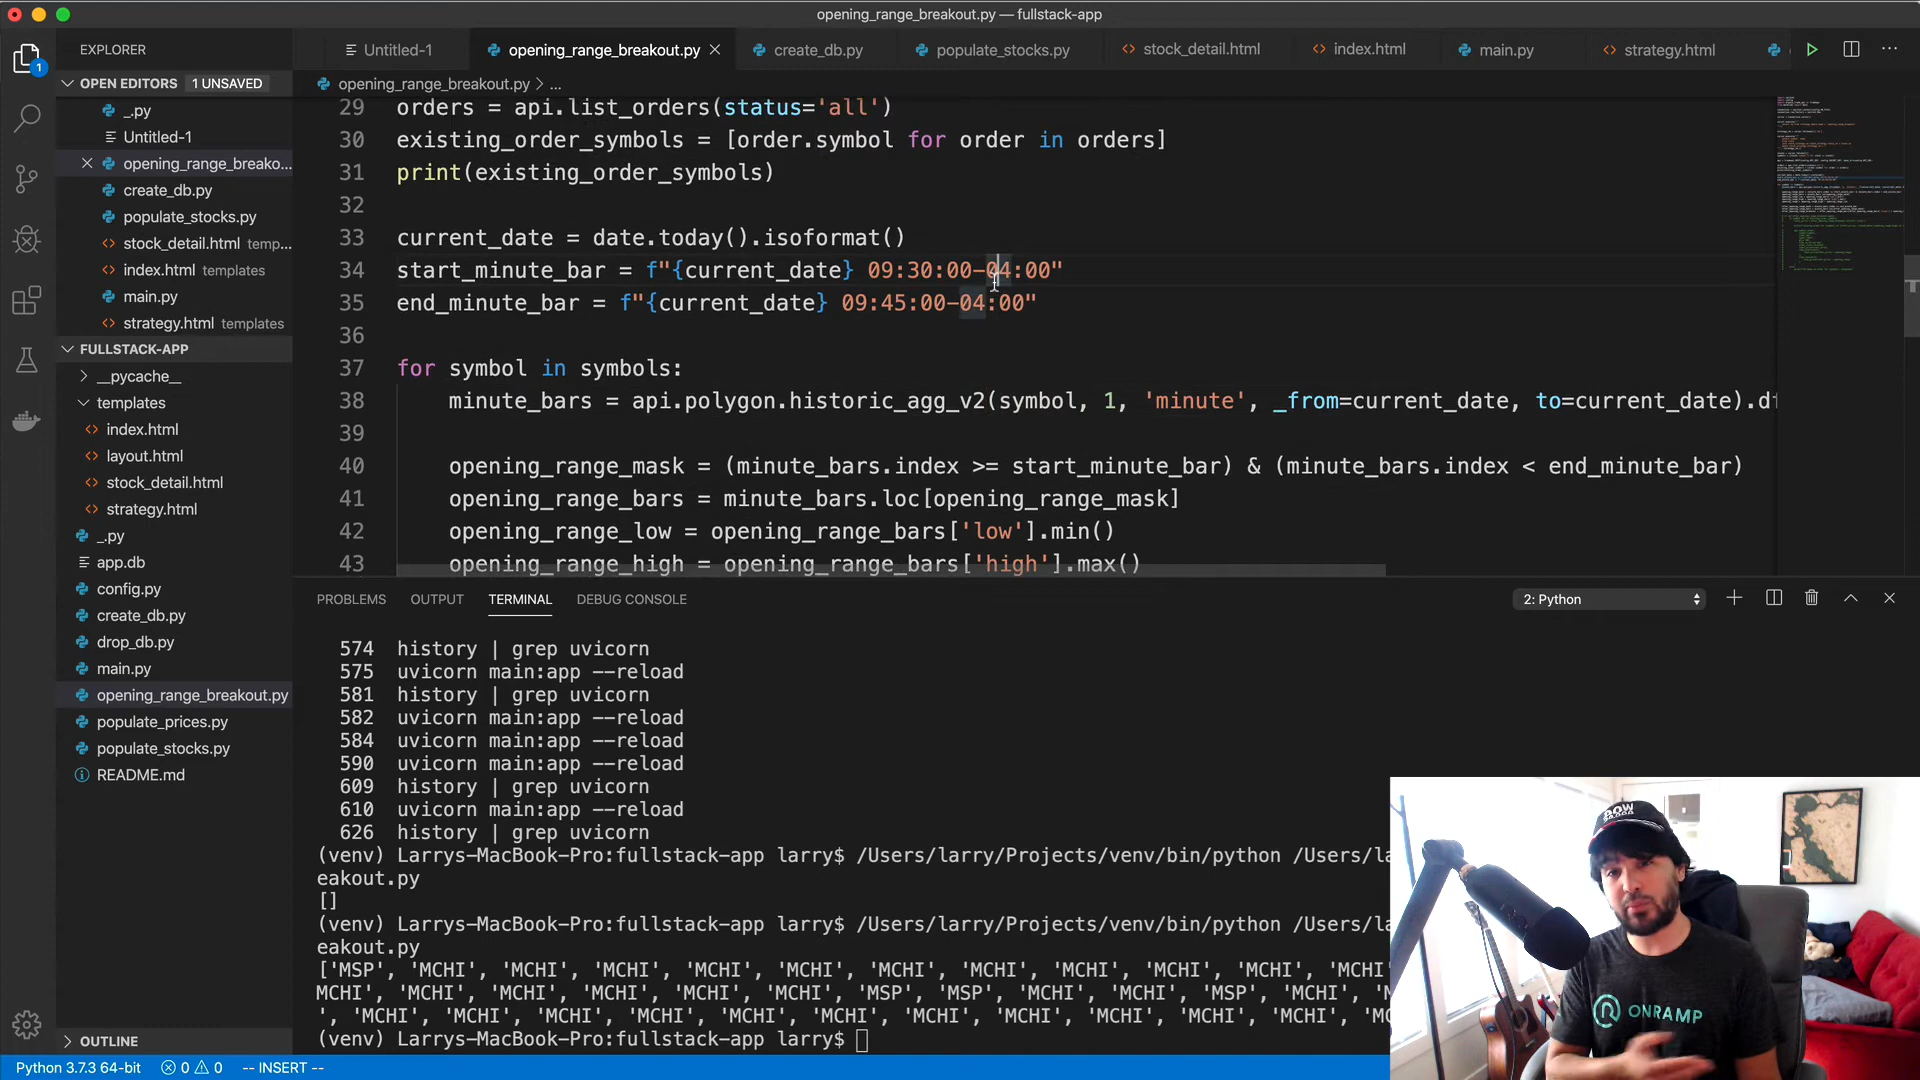 opening_range_breakout.py — fullstack-app
EXPLORER
Untitled-1
opening_range_breakout.py
create_db.py
populate_stocks.py
stock_detail.html
index.html
main.py
strategy.html
OPEN EDITORS 1 UNSAVED
opening_range_breakout.py > ...
_.py
Untitled-1
opening_range_breako...
create_db.py
populate_stocks.py
stock_detail.html temp...
index.html templates
main.py
strategy.html templates
FULLSTACK-APP
__pycache__
templates
index.html
layout.html
stock_detail.html
strategy.html
_.py
app.db
config.py
create_db.py
drop_db.py
main.py
opening_range_breakout.py
populate_prices.py
populate_stocks.py
README.md
OUTLINE
1
29 orders = api.list_orders(status='all')
30 existing_order_symbols = [order.symbol for order in orders]
31 print(existing_order_symbols)
32
33 current_date = date.today().isoformat()
34 start_minute_bar = f"{current_date} 09:30:00-04:00"
35 end_minute_bar = f"{current_date} 09:45:00-04:00"
36
37 for symbol in symbols:
38 minute_bars = api.polygon.historic_agg_v2(symbol, 1, 'minute', _from=current_date, to=current_date).df
39
40 opening_range_mask = (minute_bars.index >= start_minute_bar) & (minute_bars.index < end_minute_bar)
41 opening_range_bars = minute_bars.loc[opening_range_mask]
42 opening_range_low = opening_range_bars['low'].min()
43 opening_range_high = opening_range_bars['high'].max()
PROBLEMS OUTPUT TERMINAL DEBUG CONSOLE 2: Python
574 history | grep uvicorn
575 uvicorn main:app --reload
581 history | grep uvicorn
582 uvicorn main:app --reload
584 uvicorn main:app --reload
590 uvicorn main:app --reload
609 history | grep uvicorn
610 uvicorn main:app --reload
626 history | grep uvicorn
(venv) Larrys-MacBook-Pro:fullstack-app larry$ /Users/larry/Projects/venv/bin/python /Users/la
eakout.py
[]
(venv) Larrys-MacBook-Pro:fullstack-app larry$ /Users/larry/Projects/venv/bin/python /Users/la
eakout.py
['MSP', 'MCHI', 'MCHI', 'MCHI', 'MCHI', 'MCHI', 'MCHI', 'MCHI', 'MCHI', 'MCHI', 'MCHI', 'MCHI
MCHI', 'MCHI', 'MCHI', 'MCHI', 'MCHI', 'MCHI', 'MSP', 'MSP', 'MCHI', 'MCHI', 'MSP', 'MCHI', '
', 'MCHI', 'MCHI', 'MCHI', 'MCHI', 'MCHI', 'MCHI', 'MCHI', 'MCHI', 'MCHI', 'MCHI', 'MCHI', 'MC
(venv) Larrys-MacBook-Pro:fullstack-app larry$
Python 3.7.3 64-bit 0 0 -- INSERT --
DOW
ONRAMP